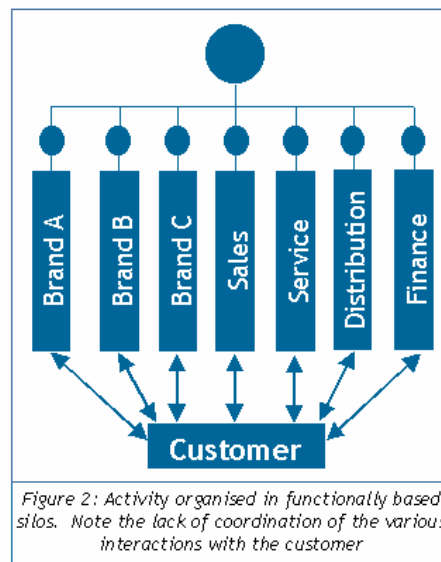 Brand A
Brand B
Brand C
Sales
Service
Distribution
Finance
Customer
Figure 2: Activity organised in functionally based
silos. Note the lack of coordination of the various
interactions with the customer